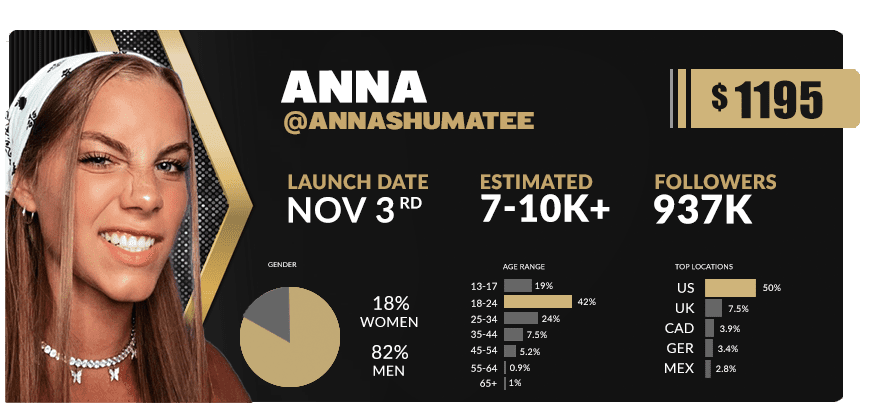 ANNA
@ANNASHUMATEE
$ 1195
LAUNCH DATE
NOV 3RD
ESTIMATED
7-10K+
FOLLOWERS
937K
GENDER
18%
WOMEN
82%
MEN
AGE RANGE
13-17 19%
18-24 42%
25-34 24%
35-44 7.5%
45-54 5.2%
55-64 0.9%
65+ 1%
TOP LOCATIONS
US 50%
UK 7.5%
CAD 3.9%
GER 3.4%
MEX 2.8%